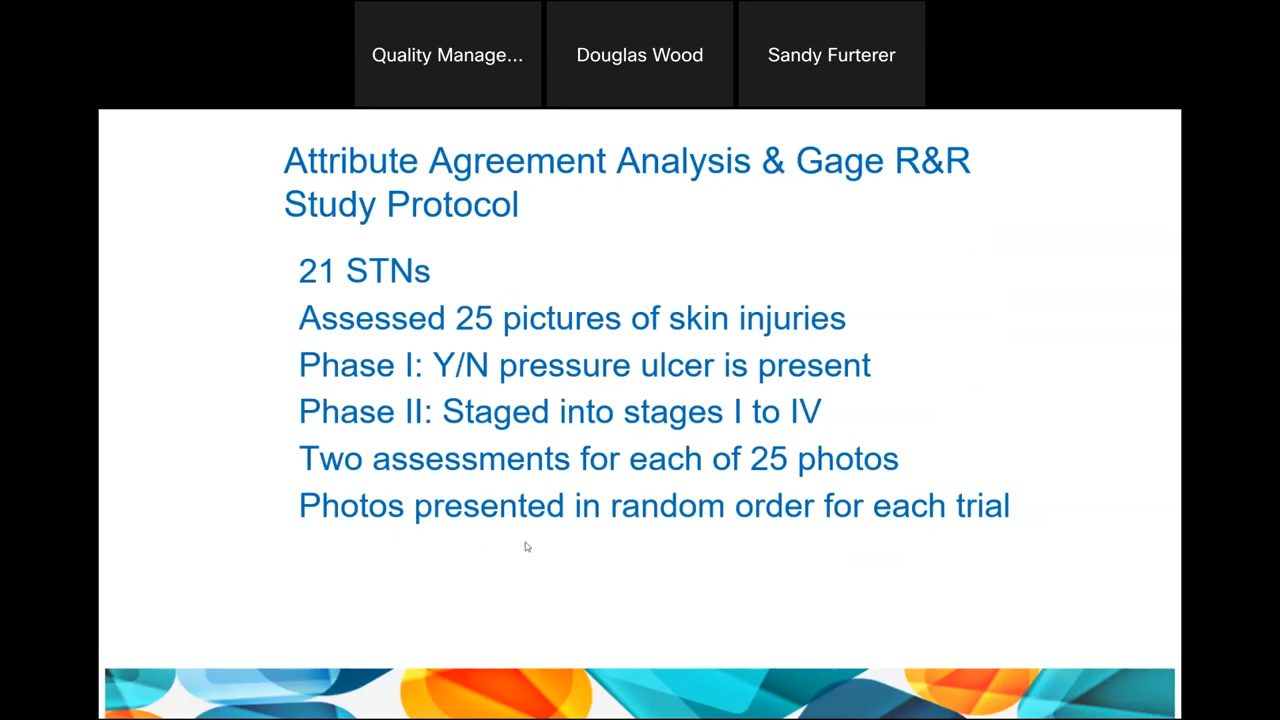 Quality Manage...
Douglas Wood
Sandy Furterer
Attribute Agreement Analysis & Gage R&R
Study Protocol
21 STNs
Assessed 25 pictures of skin injuries
Phase I: Y/N pressure ulcer is present
Phase II: Staged into stages I to IV
Two assessments for each of 25 photos
Photos presented in random order for each trial